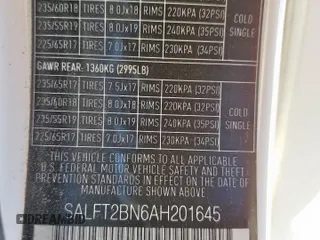 235/60R18 TIRES 8.0Jx18 RIMS 220KPA (32PSI)
235/55R19 TIRES 8.0Jx19 RIMS 240KPA (35PSI) COLD
225/65R17 TIRES 7.0Jx17 RIMS 230KPA (34PSI) SINGLE
GAWR REAR. 1360KG (2995LB)
235/65R17 TIRES 7.5Jx17 RIMS 220KPA (32PSI)
235/60R18 TIRES 8.0Jx18 RIMS 220KPA (32PSI) COLD
235/55R19 TIRES 8.0Jx19 RIMS 240KPA (35PSI) SINGLE
225/65R17 TIRES 7.0Jx17 RIMS 230KPA (34PSI)
THIS VEHICLE CONFORMS TO ALL APPLICABLE
U.S. FEDERAL MOTOR VEHICLE SAFETY AND THEFT
PREVENTION STANDARDS IN EFFECT ON THE DATE OF
MANUFACTURE SHOWN ABOVE.
SALFT2BN6AH201645